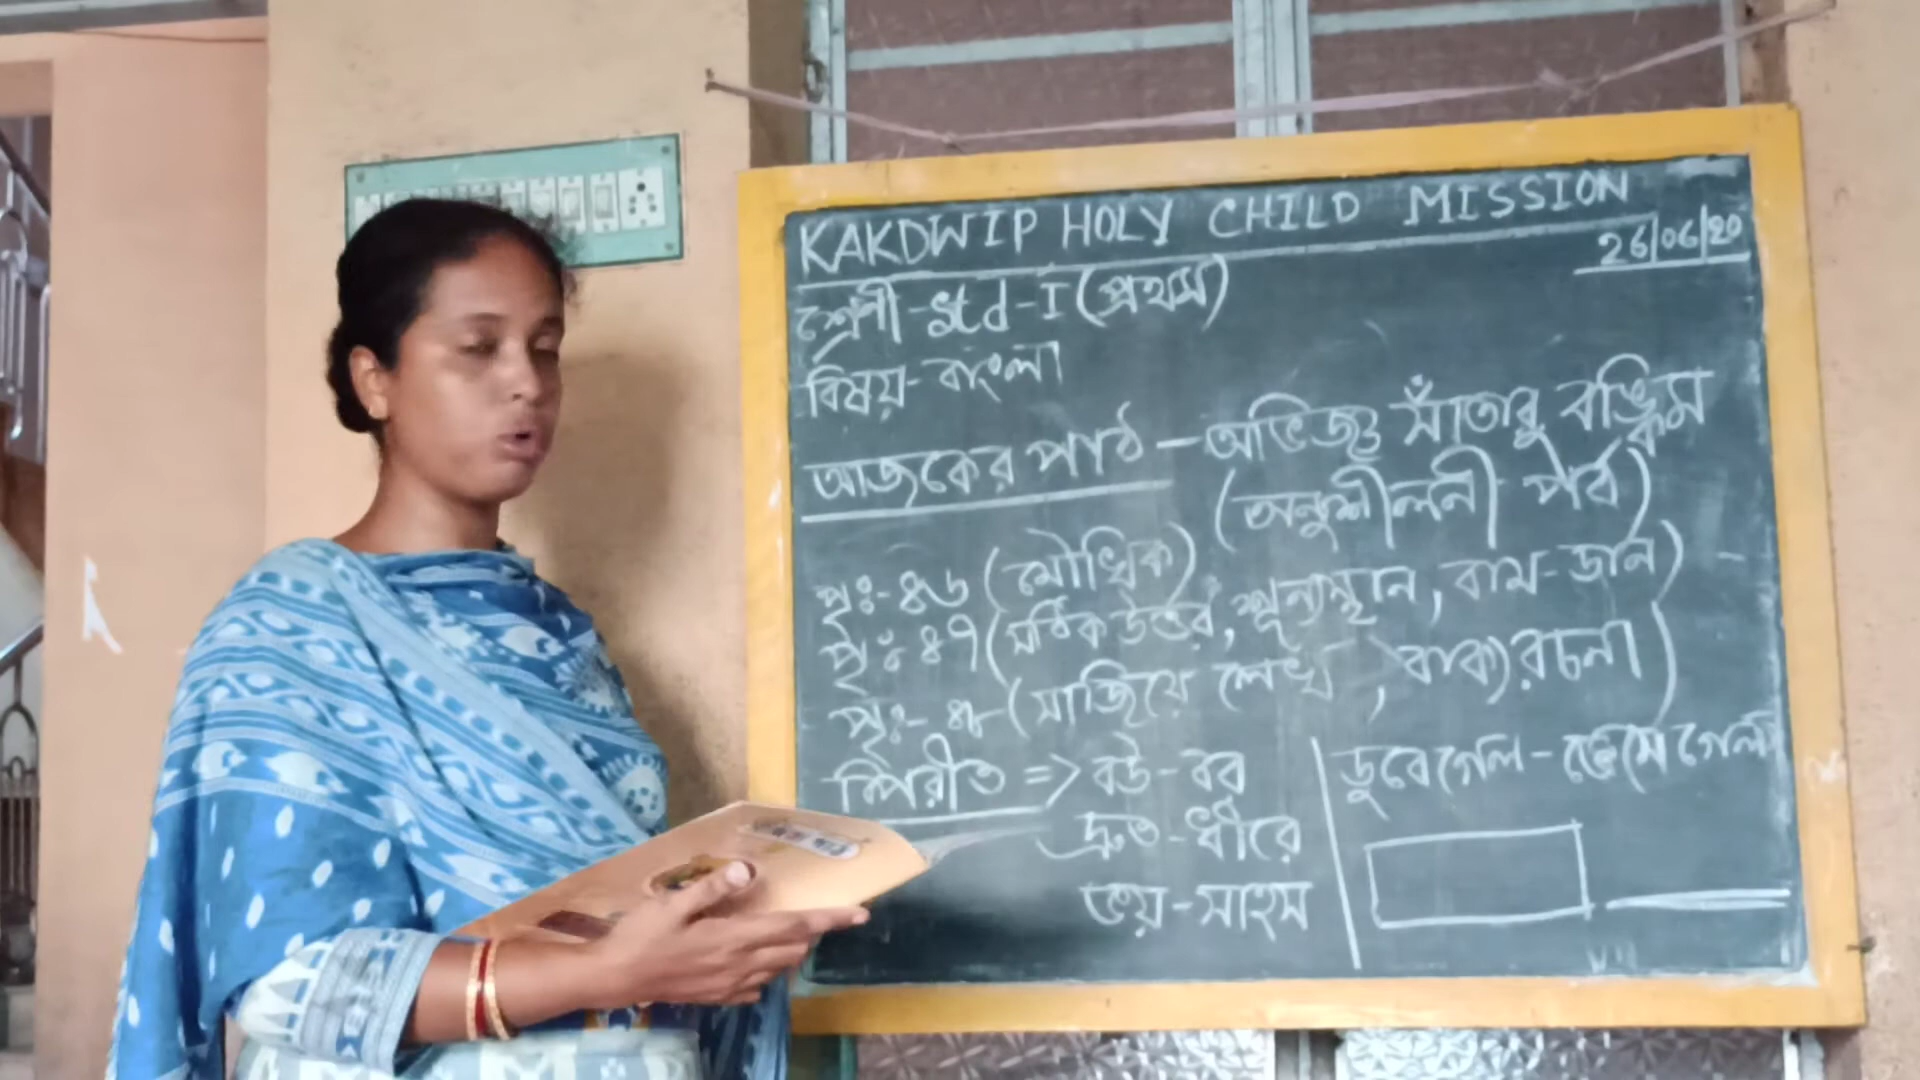 KAKDWIP HOLY CHILD MISSION
26/06/20
শ্রেণী-Std-I (প্রথম)
বিষয়- বাংলা
আজকের পাঠ - অভিজ্ঞ সাঁতারু বঙ্কিম
(অনুশীলনী পর্ব)
পৃঃ-৪৬ (মৌখিক)
পৃঃ ৪৭ (সঠিক উত্তর, শূন্যস্থান, বাম-ডান)
পৃঃ- ৪৮ (সাজিয়ে লেখ, বাক্যরচনা)
বিপরীত => বউ-বর
দ্রুত-ধীরে
ভয়-সাহস
ডুবে গেল - ভেসে গেল